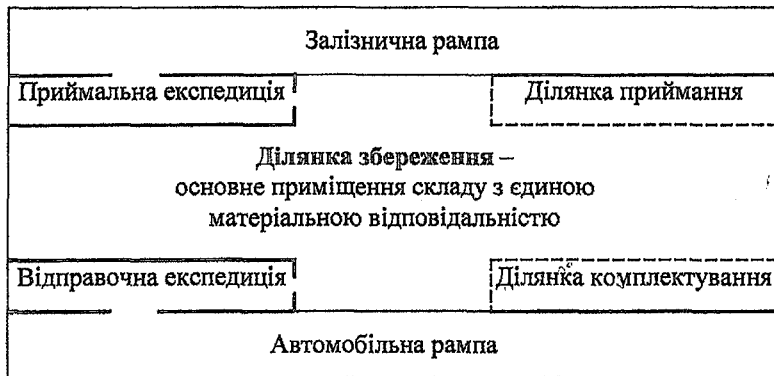 Залізнична рампа
Приймальна експедиція
Ділянка приймання
Ділянка збереження –
основне приміщення складу з єдиною
матеріальною відповідальністю
Відправочна експедиція
Ділянка комплектування
Автомобільна рампа